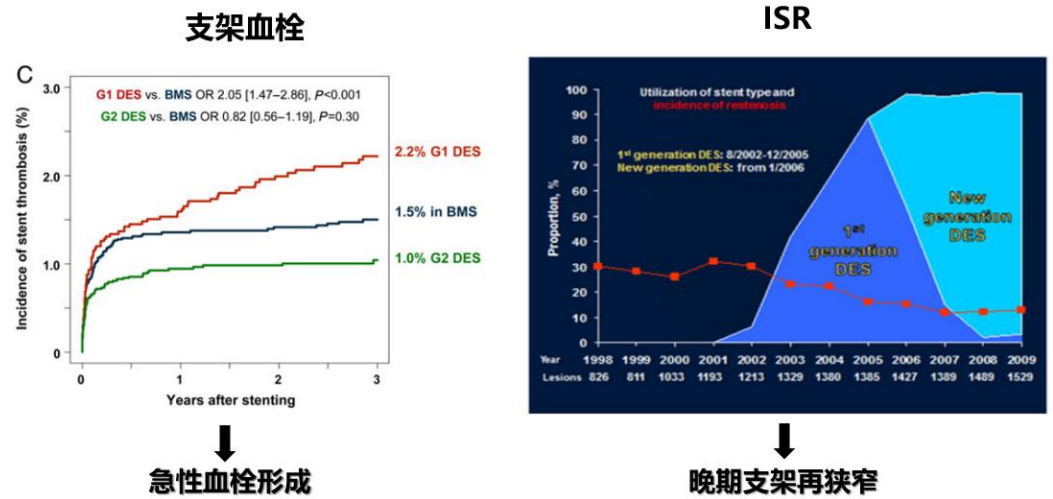 支架血栓
ISR
C
G1 DES vs. BMS OR 2.05 [1.47–2.86], P<0.001
G2 DES vs. BMS OR 0.82 [0.56–1.19], P=0.30
Incidence of stent thrombosis (%)
3.0
2.0
1.0
0
2.2% G1 DES
1.5% in BMS
1.0% G2 DES
0 1 2 3
Years after stenting
Utilization of stent type and
incidence of restenosis
1st generation DES: 8/2002-12/2005
New generation DES: from 1/2006
Proportion, %
100
90
80
70
60
50
40
30
20
10
0
1st
generation
DES
New
generation
DES
Year 1998 1999 2000 2001 2002 2003 2004 2005 2006 2007 2008 2009
Lesions 826 811 1033 1193 1213 1329 1380 1385 1427 1389 1489 1529
急性血栓形成
晚期支架再狭窄